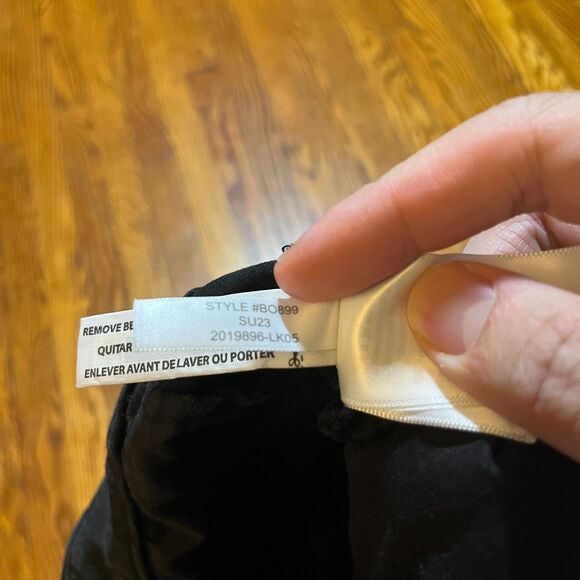 STYLE #BO899
SU23
2019896-LK05
REMOVE BE
QUITAR
ENLEVER AVANT DE LAVER OU PORTER